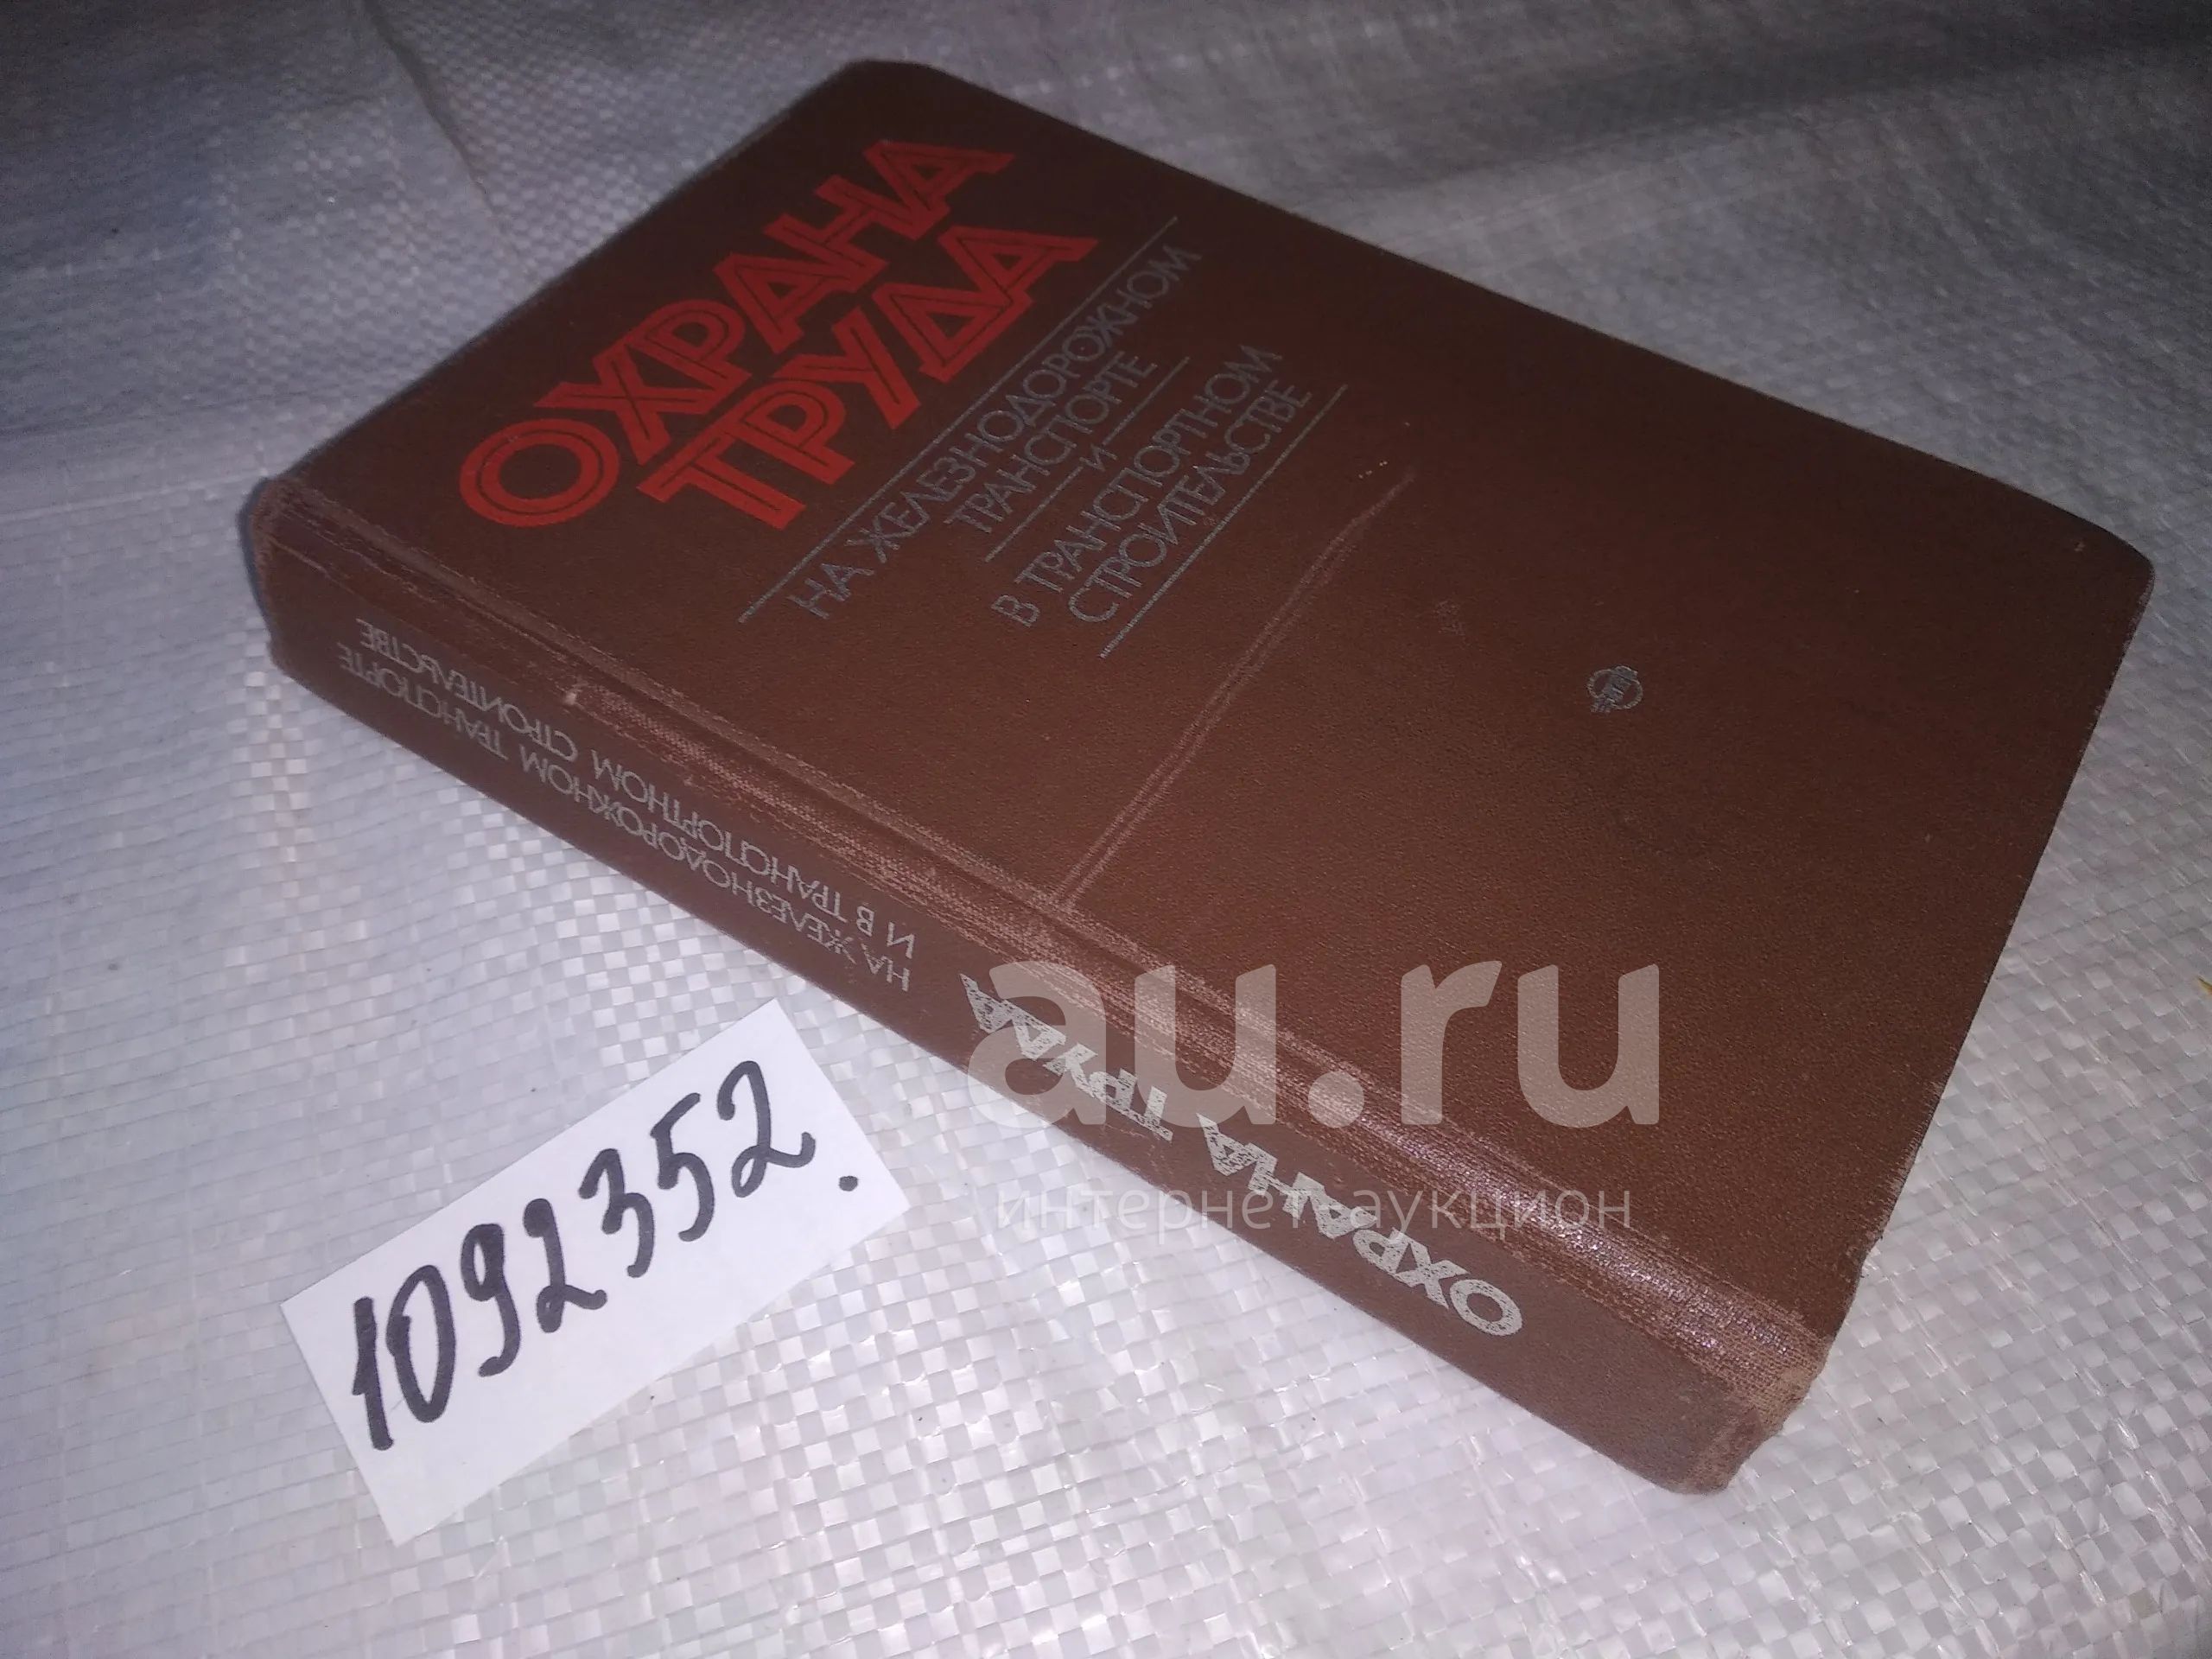 ОХРАНА
ТРУДА
НА ЖЕЛЕЗНОДОРОЖНОМ
ТРАНСПОРТЕ
И
В ТРАНСПОРТНОМ
СТРОИТЕЛЬСТВЕ
ОХРАНА ТРУДА
НА ЖЕЛЕЗНОДОРОЖНОМ ТРАНСПОРТЕ
И В ТРАНСПОРТНОМ СТРОИТЕЛЬСТВЕ
1092352.
au.ru
интернет-аукцион